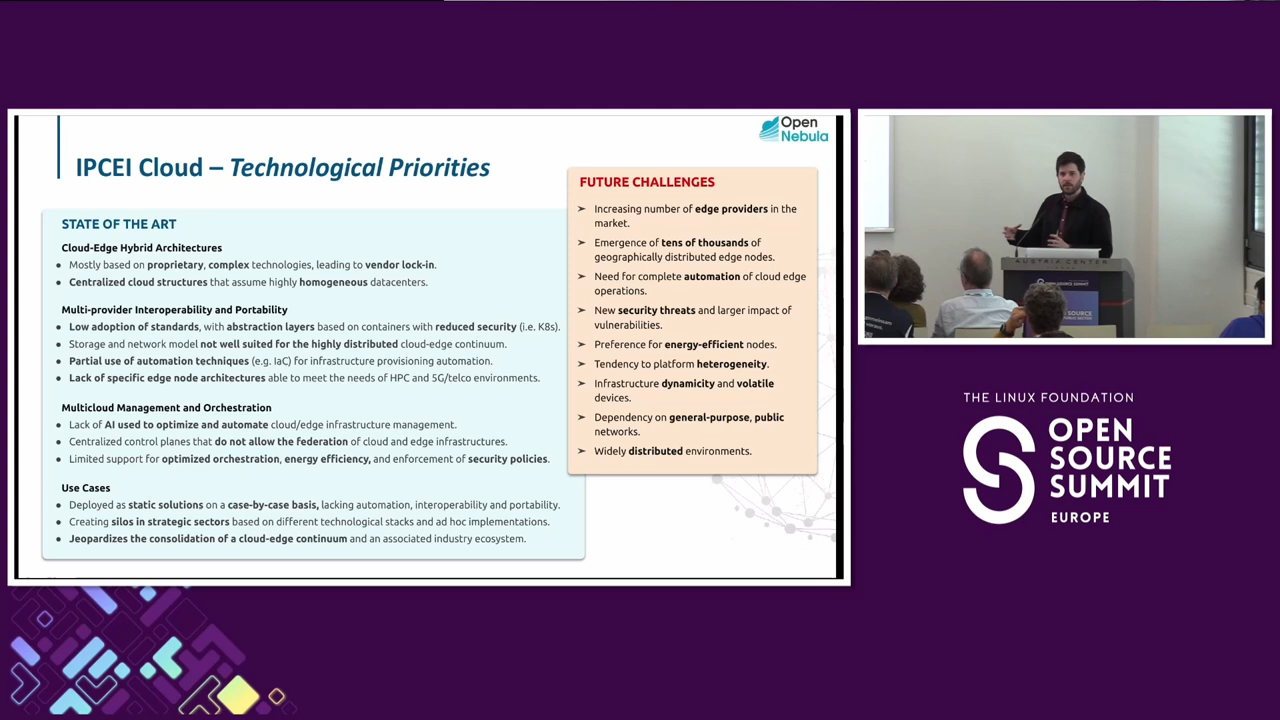 Open
Nebula
IPCEI Cloud – Technological Priorities
STATE OF THE ART
Cloud-Edge Hybrid Architectures
● Mostly based on proprietary, complex technologies, leading to vendor lock-in.
● Centralized cloud structures that assume highly homogeneous datacenters.
Multi-provider Interoperability and Portability
● Low adoption of standards, with abstraction layers based on containers with reduced security (i.e. K8s).
● Storage and network model not well suited for the highly distributed cloud-edge continuum.
● Partial use of automation techniques (e.g. IaC) for infrastructure provisioning automation.
● Lack of specific edge node architectures able to meet the needs of HPC and 5G/telco environments.
Multicloud Management and Orchestration
● Lack of AI used to optimize and automate cloud/edge infrastructure management.
● Centralized control planes that do not allow the federation of cloud and edge infrastructures.
● Limited support for optimized orchestration, energy efficiency, and enforcement of security policies.
Use Cases
● Deployed as static solutions on a case-by-case basis, lacking automation, interoperability and portability.
● Creating silos in strategic sectors based on different technological stacks and ad hoc implementations.
● Jeopardizes the consolidation of a cloud-edge continuum and an associated industry ecosystem.
FUTURE CHALLENGES
➢ Increasing number of edge providers in the
market.
➢ Emergence of tens of thousands of
geographically distributed edge nodes.
➢ Need for complete automation of cloud edge
operations.
➢ New security threats and larger impact of
vulnerabilities.
➢ Preference for energy-efficient nodes.
➢ Tendency to platform heterogeneity.
➢ Infrastructure dynamicity and volatile
devices.
➢ Dependency on general-purpose, public
networks.
➢ Widely distributed environments.
AUSTRIA CENTER
OPEN SOURCE SUMMIT
THE LINUX FOUNDATION
OPEN
SOURCE
SUMMIT
EUROPE